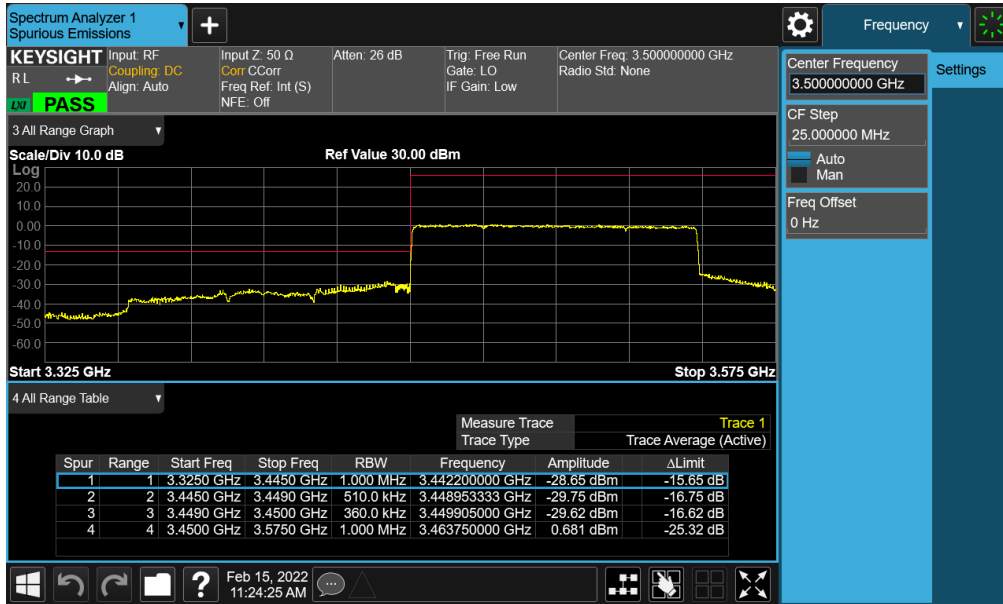 Spectrum Analyzer 1
Spurious Emissions
Frequency
KEYSIGHT
R L
LXI
PASS
Input: RF
Coupling: DC
Align: Auto
Input Z: 50 Ω
Corr CCorr
Freq Ref: Int (S)
NFE: Off
Atten: 26 dB
Trig: Free Run
Gate: LO
IF Gain: Low
Center Freq: 3.500000000 GHz
Radio Std: None
Center Frequency
3.500000000 GHz
Settings
CF Step
25.000000 MHz
Auto
Man
Freq Offset
0 Hz
3 All Range Graph
Scale/Div 10.0 dB
Ref Value 30.00 dBm
Log
20.0
10.0
0.00
-10.0
-20.0
-30.0
-40.0
-50.0
-60.0
Start 3.325 GHz
Stop 3.575 GHz
4 All Range Table
Measure Trace Trace 1
Trace Type Trace Average (Active)
Spur Range Start Freq Stop Freq RBW Frequency Amplitude ΔLimit
1 1 3.3250 GHz 3.4450 GHz 1.000 MHz 3.442200000 GHz -28.65 dBm -15.65 dB
2 2 3.4450 GHz 3.4490 GHz 510.0 kHz 3.448953333 GHz -29.75 dBm -16.75 dB
3 3 3.4490 GHz 3.4500 GHz 360.0 kHz 3.449905000 GHz -29.62 dBm -16.62 dB
4 4 3.4500 GHz 3.5750 GHz 1.000 MHz 3.463750000 GHz 0.681 dBm -25.32 dB
Feb 15, 2022
11:24:25 AM